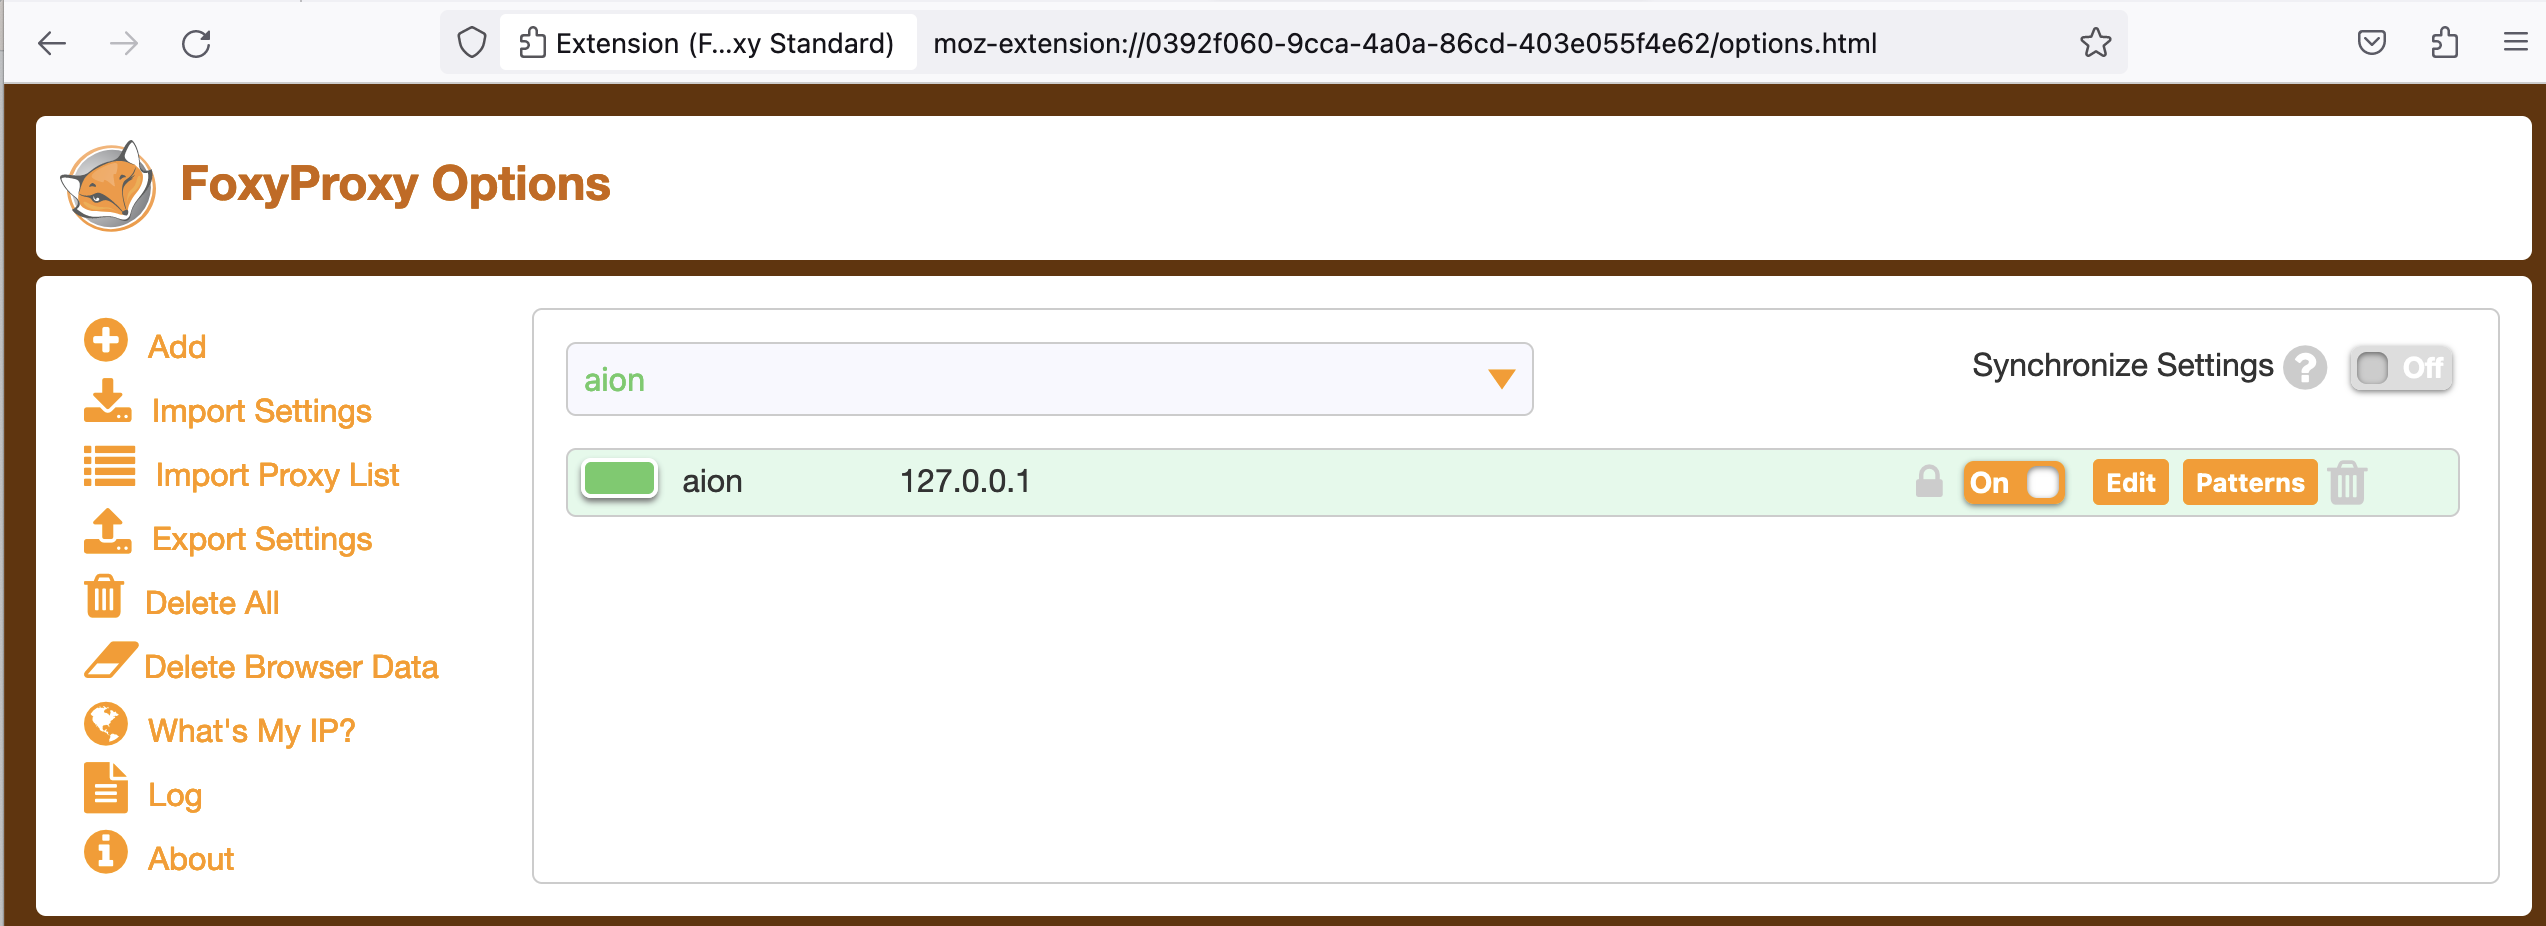 Extension (F...xy Standard) moz-extension://0392f060-9cca-4a0a-86cd-403e055f4e62/options.html
FoxyProxy Options
Add
Import Settings
Import Proxy List
Export Settings
Delete All
Delete Browser Data
What's My IP?
Log
About
aion
Synchronize Settings ? Off
aion 127.0.0.1 On Edit Patterns